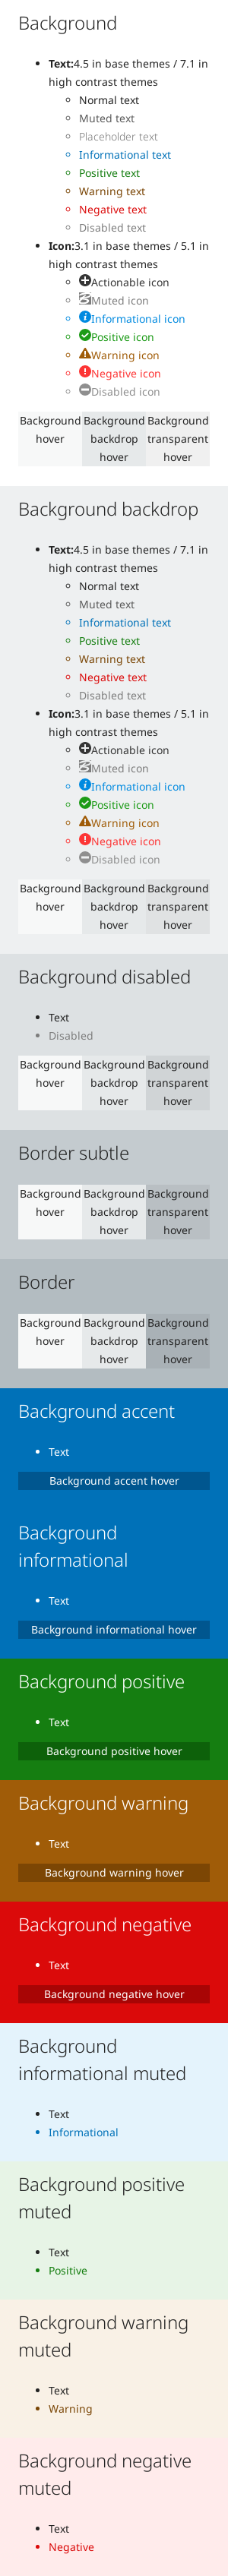 Background
Text:4.5 in base themes / 7.1 in
high contrast themes
Normal text
Muted text
Placeholder text
Informational text
Positive text
Warning text
Negative text
Disabled text
Icon:3.1 in base themes / 5.1 in
high contrast themes
Actionable icon
Muted icon
Informational icon
Positive icon
Warning icon
Negative icon
Disabled icon
Background Background Background
hover backdrop transparent
hover hover
Background backdrop
Text:4.5 in base themes / 7.1 in
high contrast themes
Normal text
Muted text
Informational text
Positive text
Warning text
Negative text
Disabled text
Icon:3.1 in base themes / 5.1 in
high contrast themes
Actionable icon
Muted icon
Informational icon
Positive icon
Warning icon
Negative icon
Disabled icon
Background Background Background
hover backdrop transparent
hover hover
Background disabled
Text
Disabled
Background Background Background
hover backdrop transparent
hover hover
Border subtle
Background Background Background
hover backdrop transparent
hover hover
Border
Background Background Background
hover backdrop transparent
hover hover
Background accent
Text
Background accent hover
Background
informational
Text
Background informational hover
Background positive
Text
Background positive hover
Background warning
Text
Background warning hover
Background negative
Text
Background negative hover
Background
informational muted
Text
Informational
Background positive
muted
Text
Positive
Background warning
muted
Text
Warning
Background negative
muted
Text
Negative